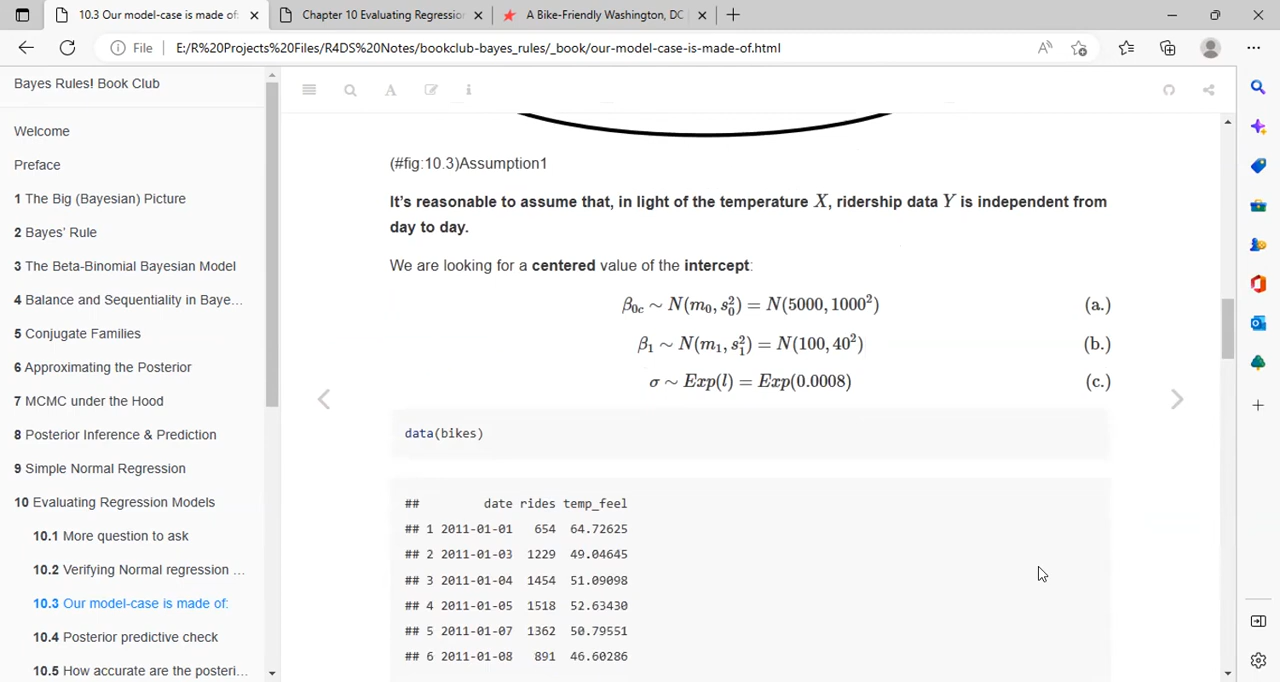 10.3 Our model-case is made of:
Chapter 10 Evaluating Regression
A Bike-Friendly Washington, DC
File
E:/R%20Projects%20Files/R4DS%20Notes/bookclub-bayes_rules/_book/our-model-case-is-made-of.html
Bayes Rules! Book Club
Welcome
Preface
1 The Big (Bayesian) Picture
2 Bayes' Rule
3 The Beta-Binomial Bayesian Model
4 Balance and Sequentiality in Baye...
5 Conjugate Families
6 Approximating the Posterior
7 MCMC under the Hood
8 Posterior Inference & Prediction
9 Simple Normal Regression
10 Evaluating Regression Models
10.1 More question to ask
10.2 Verifying Normal regression ...
10.3 Our model-case is made of:
10.4 Posterior predictive check
10.5 How accurate are the posteri...
(#fig:10.3)Assumption1
It's reasonable to assume that, in light of the temperature X, ridership data Y is independent from
day to day.
We are looking for a centered value of the intercept:
β₀c ∼ N(m₀, s₀²) = N(5000, 1000²) (a.)
β₁ ∼ N(m₁, s₁²) = N(100, 40²) (b.)
σ ∼ Exp(l) = Exp(0.0008) (c.)
data(bikes)
## date rides temp_feel
## 1 2011-01-01 654 64.72625
## 2 2011-01-03 1229 49.04645
## 3 2011-01-04 1454 51.09098
## 4 2011-01-05 1518 52.63430
## 5 2011-01-07 1362 50.79551
## 6 2011-01-08 891 46.60286